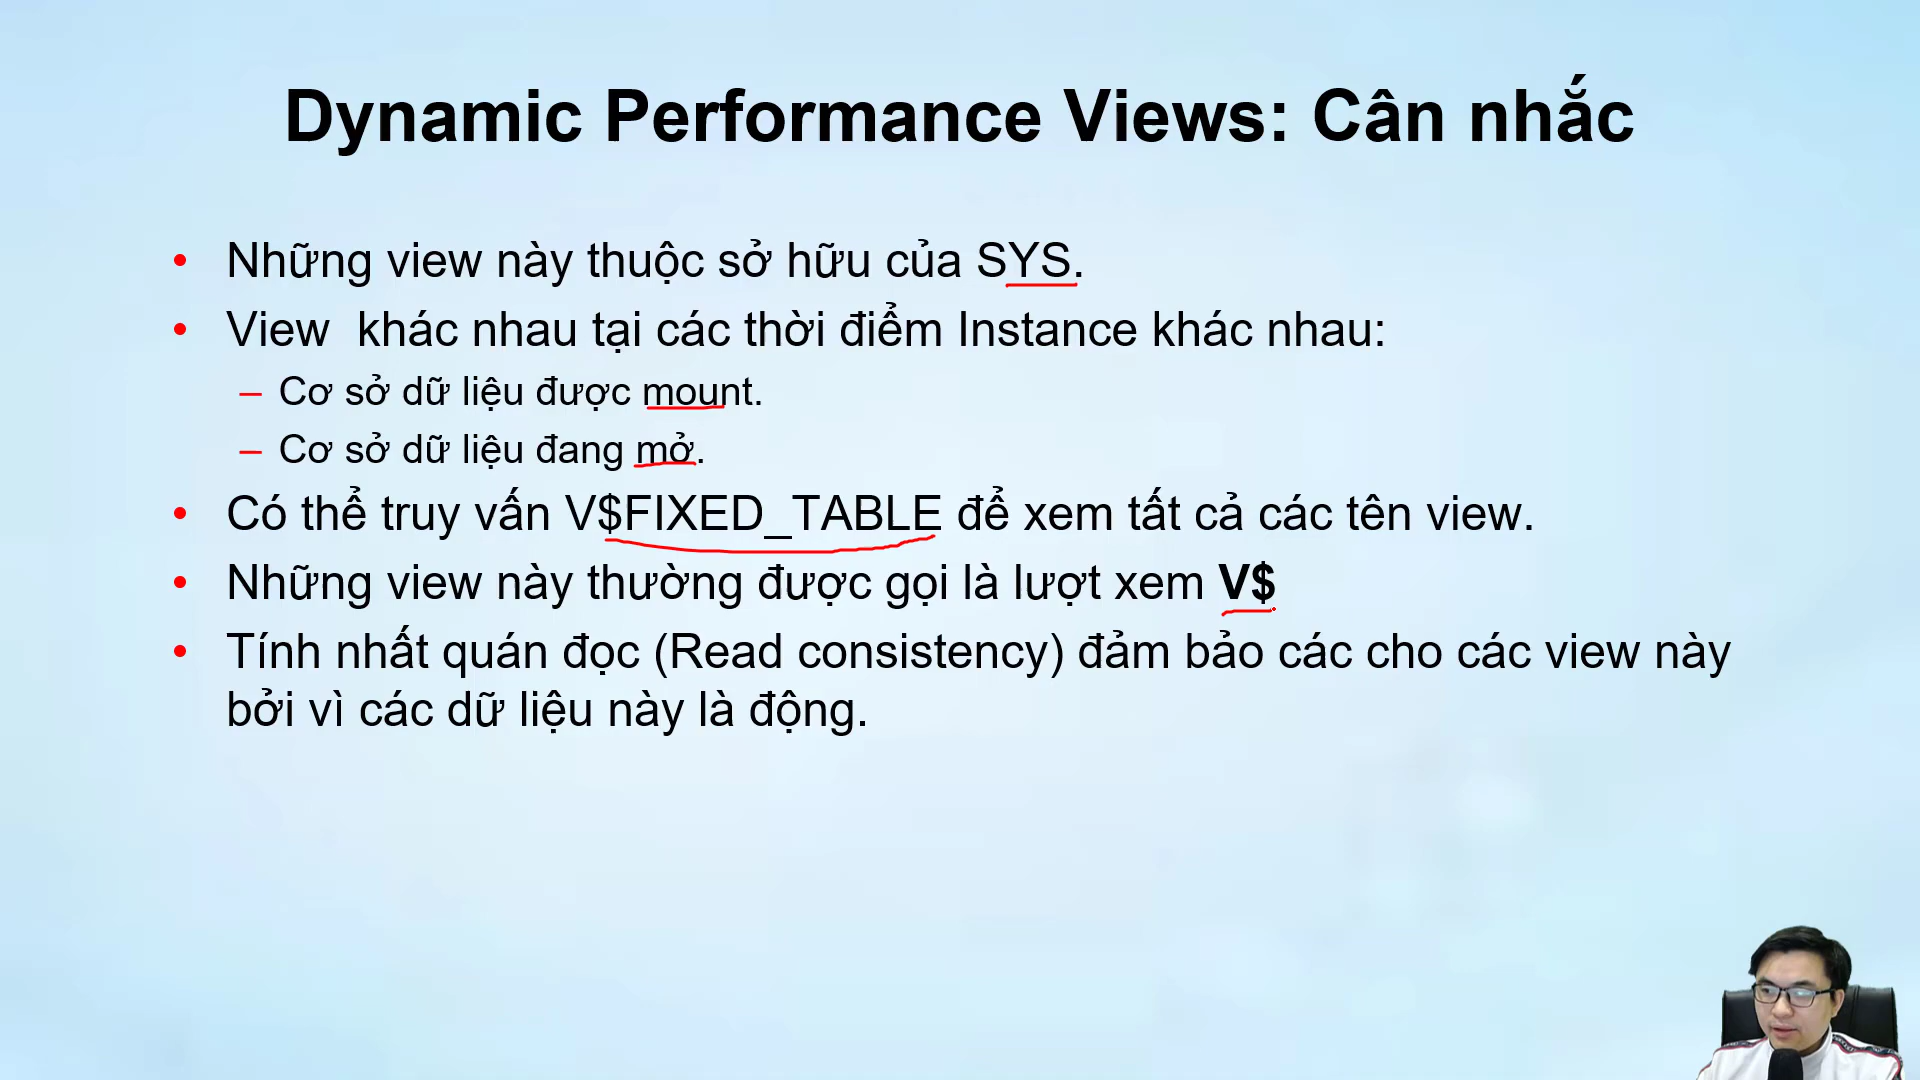 Dynamic Performance Views: Cân nhắc
• Những view này thuộc sở hữu của SYS.
• View  khác nhau tại các thời điểm Instance khác nhau:
– Cơ sở dữ liệu được mount.
– Cơ sở dữ liệu đang mở.
• Có thể truy vấn V$FIXED_TABLE để xem tất cả các tên view.
• Những view này thường được gọi là lượt xem V$
• Tính nhất quán đọc (Read consistency) đảm bảo các cho các view này
bởi vì các dữ liệu này là động.